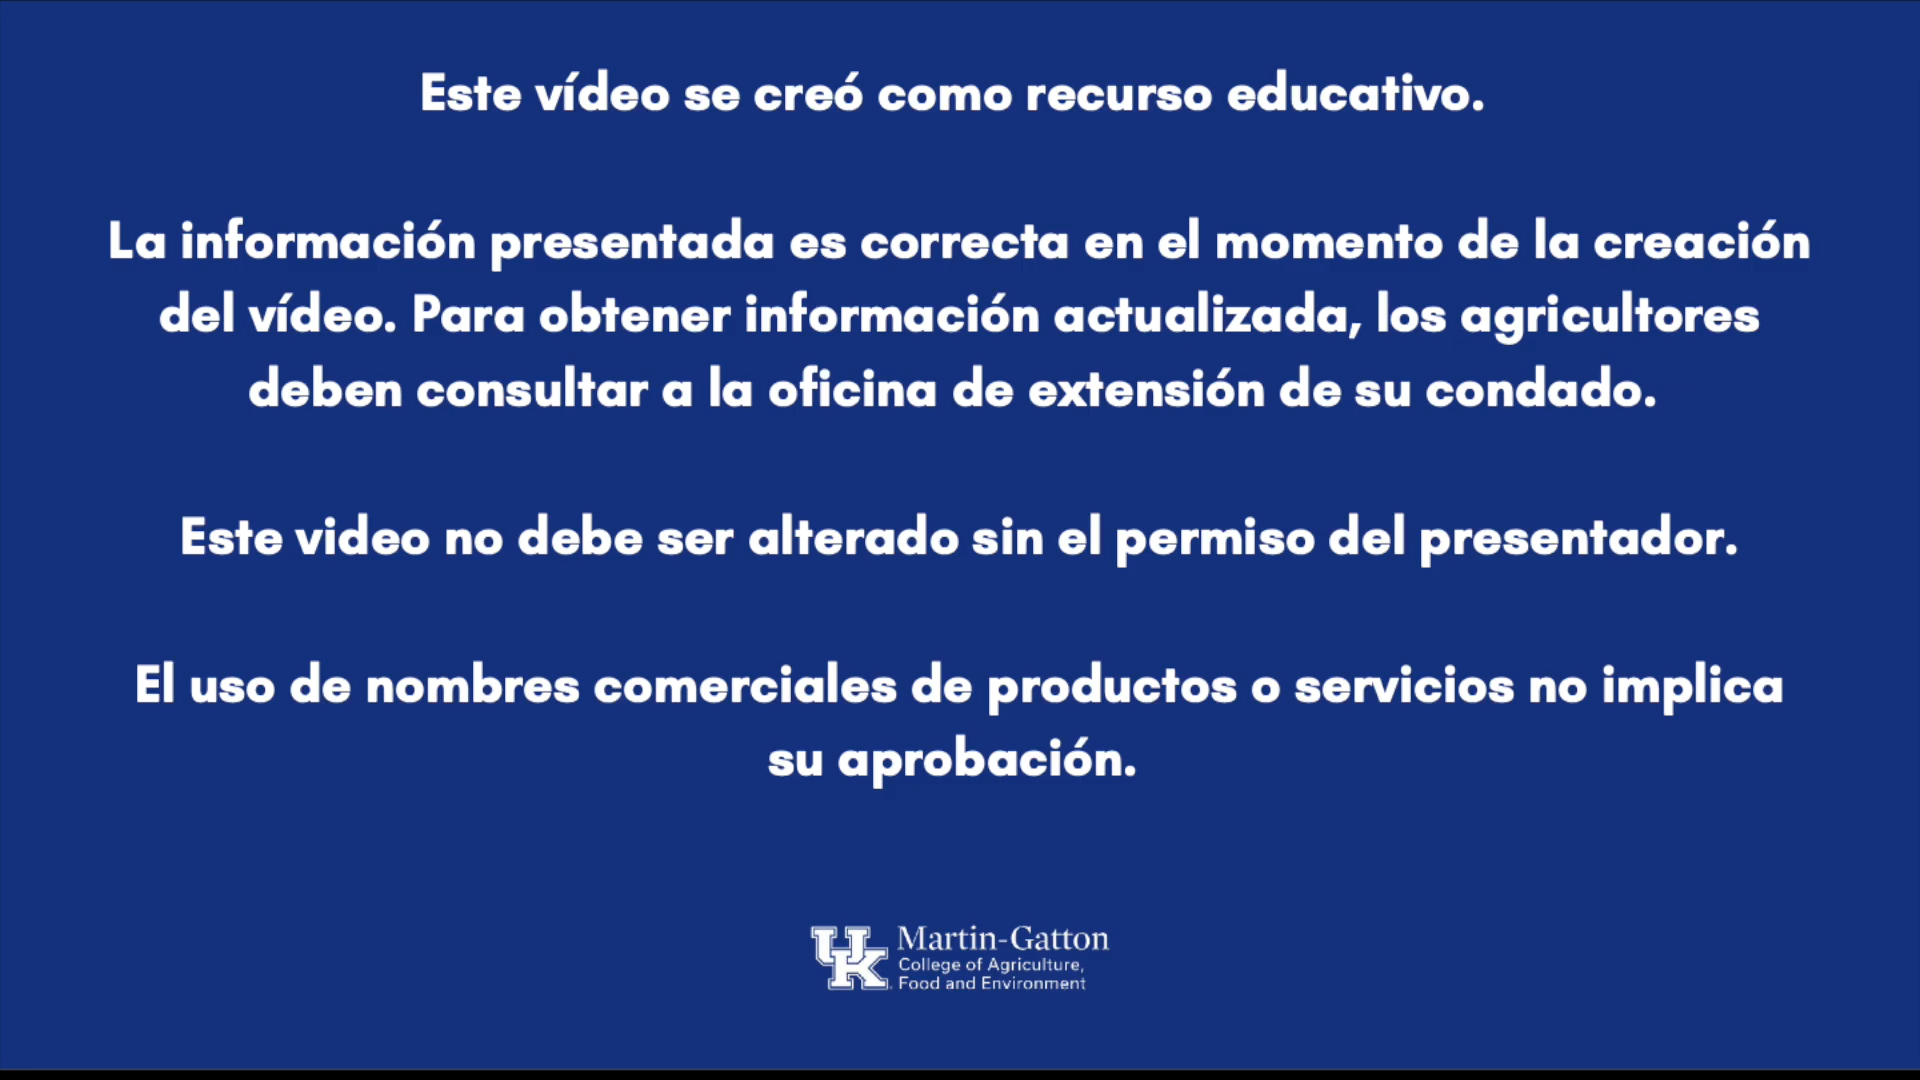 Este vídeo se creó como recurso educativo.
La información presentada es correcta en el momento de la creación
del vídeo. Para obtener información actualizada, los agricultores
deben consultar a la oficina de extensión de su condado.
Este video no debe ser alterado sin el permiso del presentador.
El uso de nombres comerciales de productos o servicios no implica
su aprobación.
UK Martin-Gatton
College of Agriculture,
Food and Environment